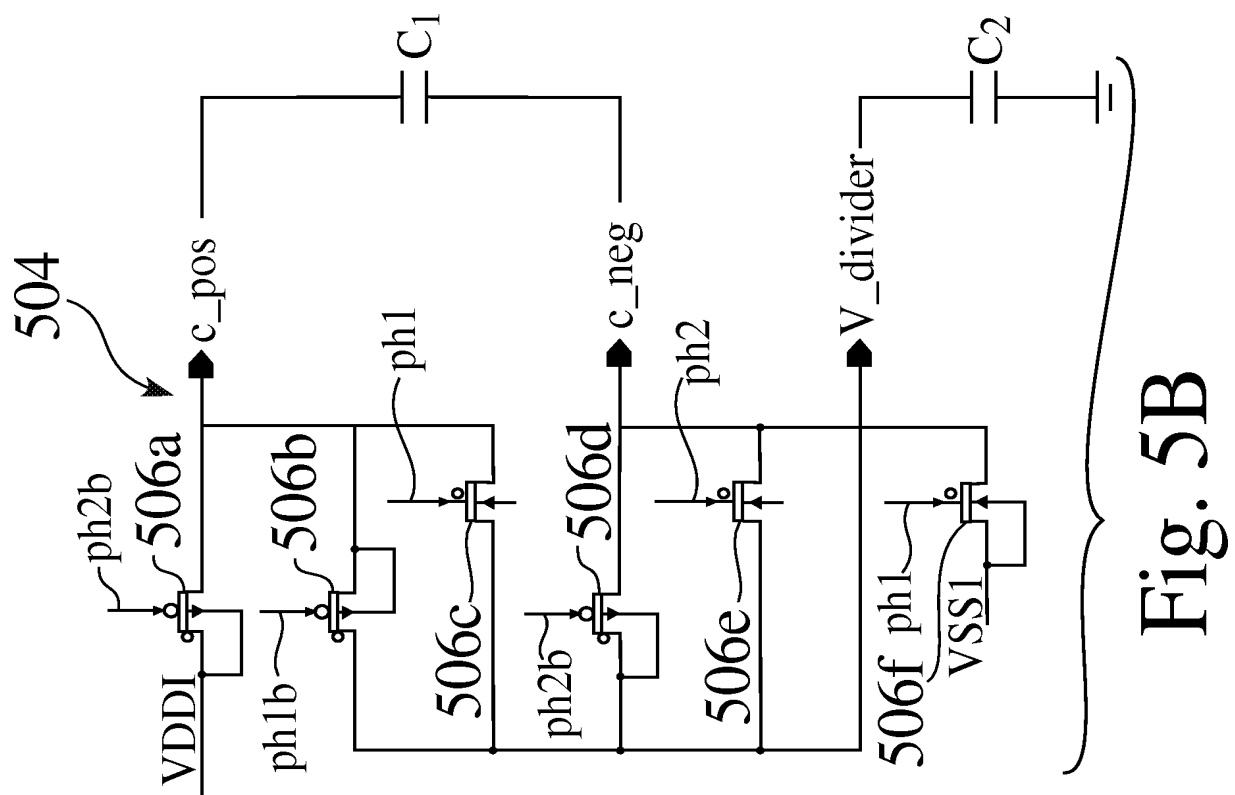 504
ph2b
506a
VDDI
c_pos
ph1b
506b
ph1
C1
506c
ph2b
506d
c_neg
ph2
506e
V_divider
506f
ph1
VSS1
C2
Fig. 5B